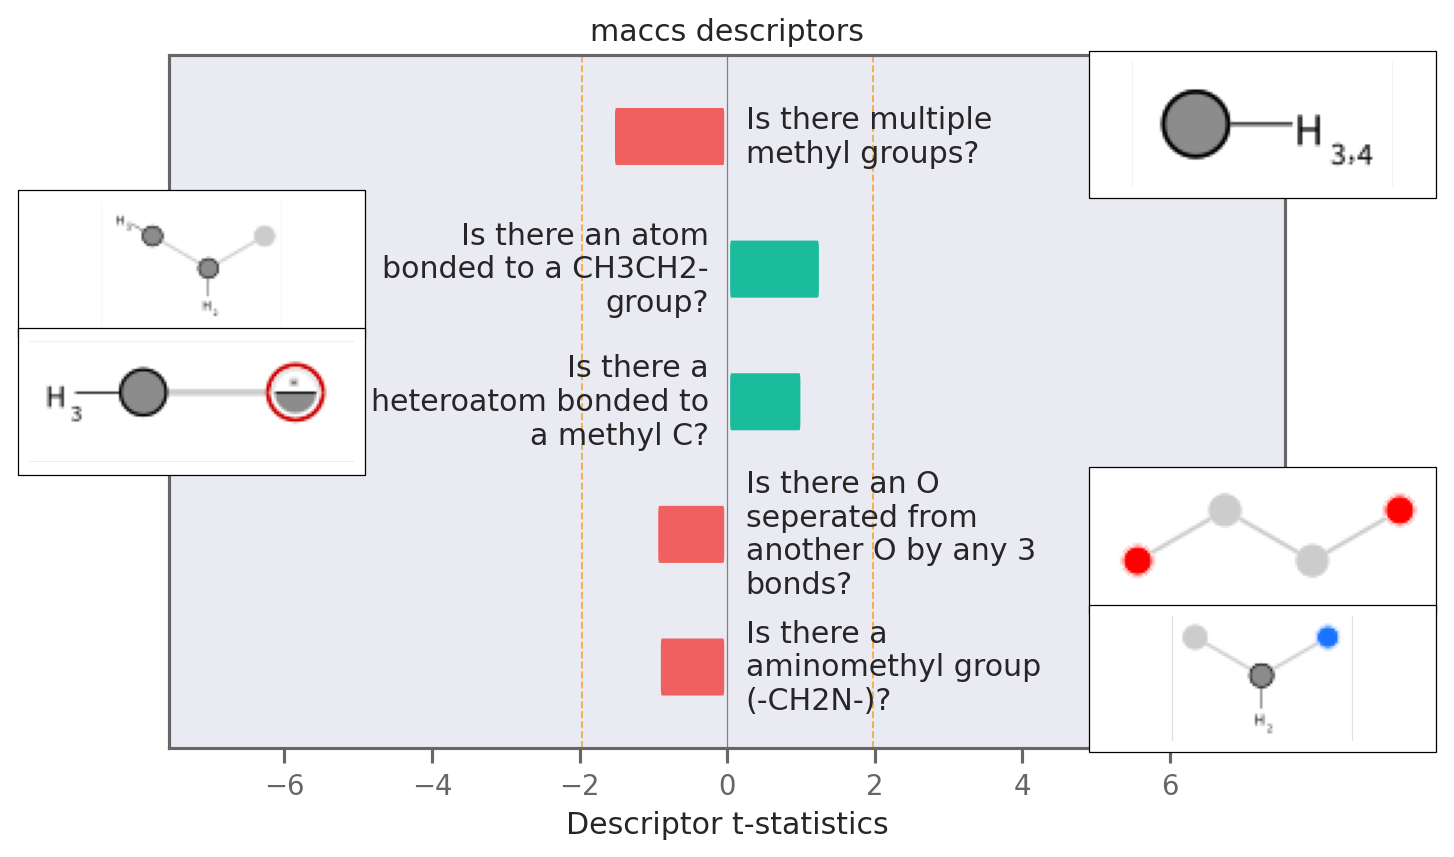 maccs descriptors
Is there multiple
methyl groups?
H 3,4
H 3
H 2
Is there an atom
bonded to a CH3CH2-
group?
H 3
Is there a
heteroatom bonded to
a methyl C?
Is there an O
seperated from
another O by any 3
bonds?
Is there a
aminomethyl group
(-CH2N-)?
H 2
−6 −4 −2 0 2 4 6
Descriptor t-statistics